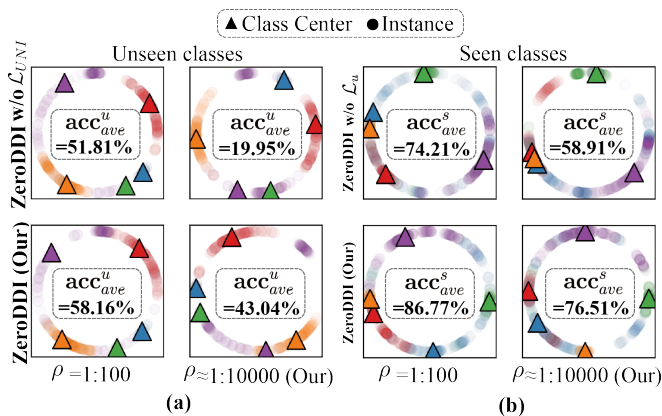 Class Center Instance
Unseen classes Seen classes
ZeroDDI w/o ℒ_UNI
acc^u_ave =51.81%
acc^u_ave =19.95%
ZeroDDI w/o ℒ_u
acc^s_ave =74.21%
acc^s_ave =58.91%
ZeroDDI (Our)
acc^u_ave =58.16%
acc^u_ave =43.04%
ZeroDDI (Our)
acc^s_ave =86.77%
acc^s_ave =76.51%
ρ =1:100 ρ≈1:10000 (Our) ρ =1:100 ρ≈1:10000 (Our)
(a) (b)